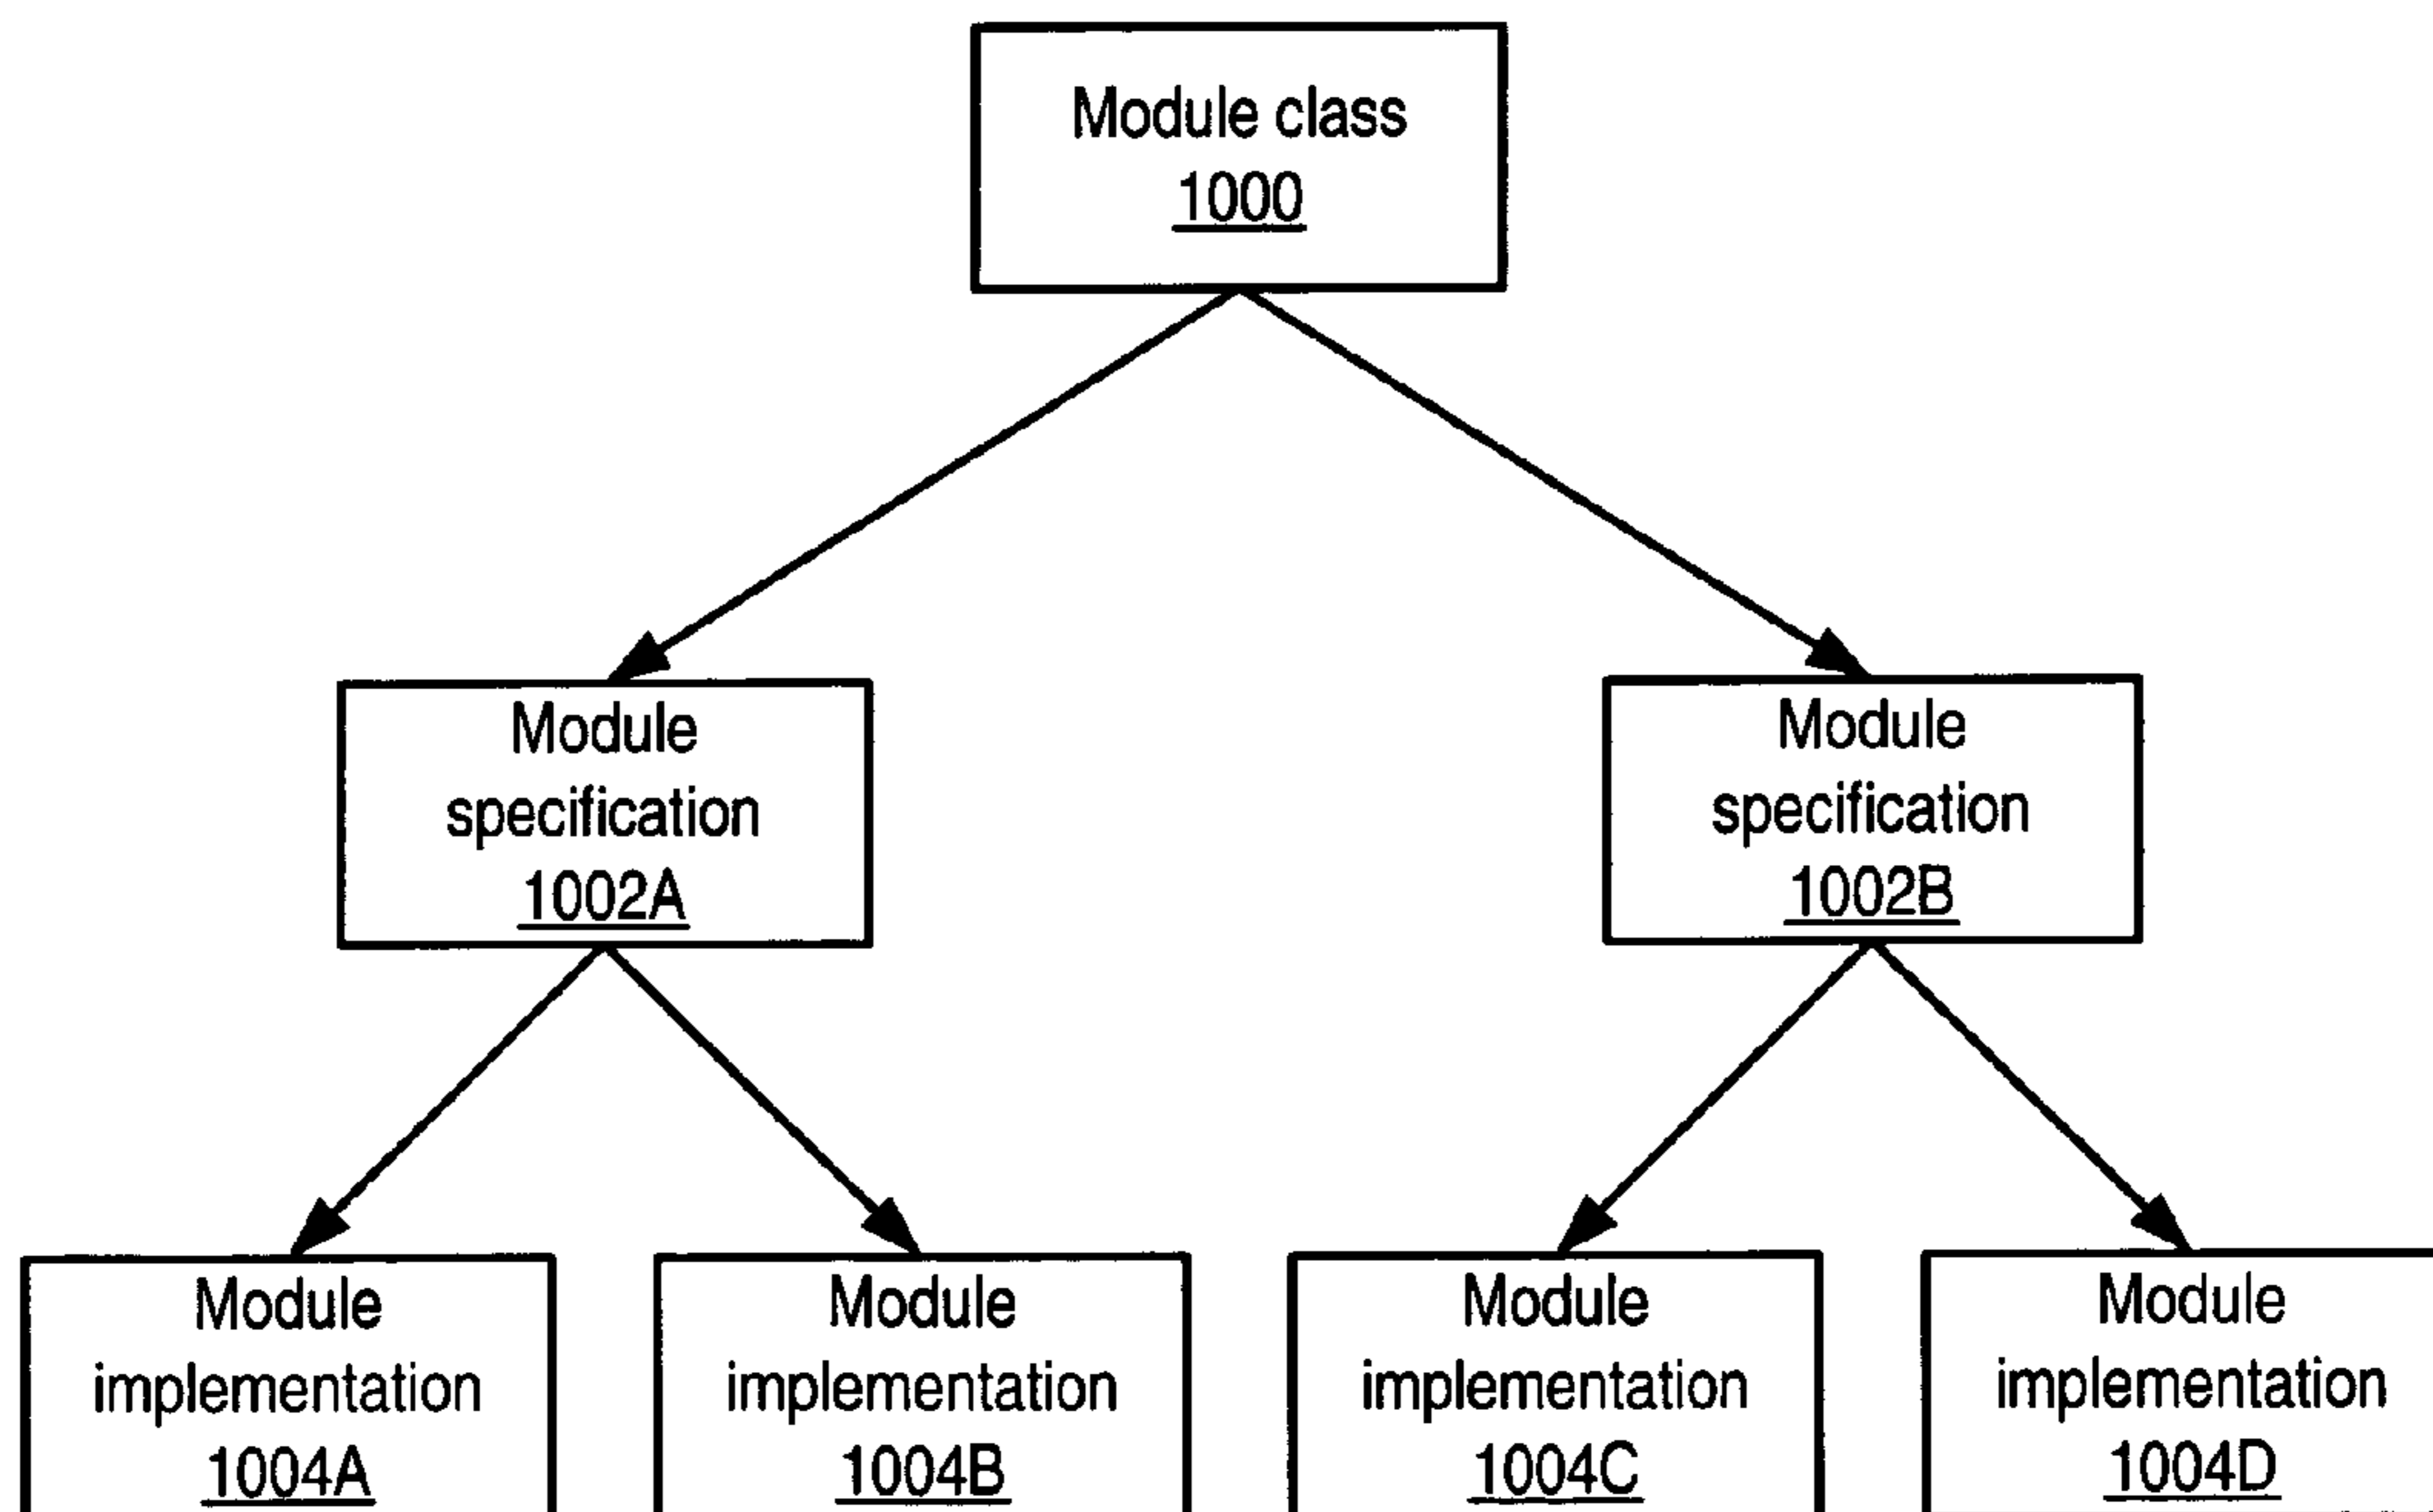 Module class
1000
Module
specification
1002A
Module
specification
1002B
Module
implementation
1004A
Module
implementation
1004B
Module
implementation
1004C
Module
implementation
1004D